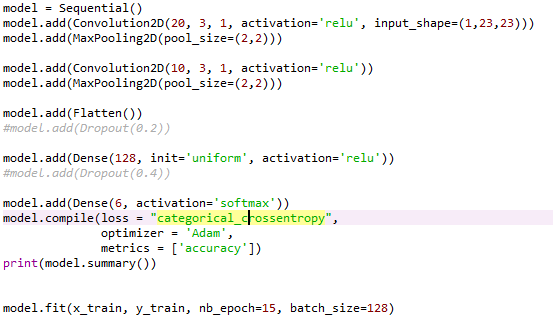 model = Sequential()
model.add(Convolution2D(20, 3, 1, activation='relu', input_shape=(1,23,23)))
model.add(MaxPooling2D(pool_size=(2,2)))
model.add(Convolution2D(10, 3, 1, activation='relu'))
model.add(MaxPooling2D(pool_size=(2,2)))
model.add(Flatten())
#model.add(Dropout(0.2))
model.add(Dense(128, init='uniform', activation='relu'))
#model.add(Dropout(0.4))
model.add(Dense(6, activation='softmax'))
model.compile(loss = "categorical_crossentropy",
optimizer = 'Adam',
metrics = ['accuracy'])
print(model.summary())
model.fit(x_train, y_train, nb_epoch=15, batch_size=128)